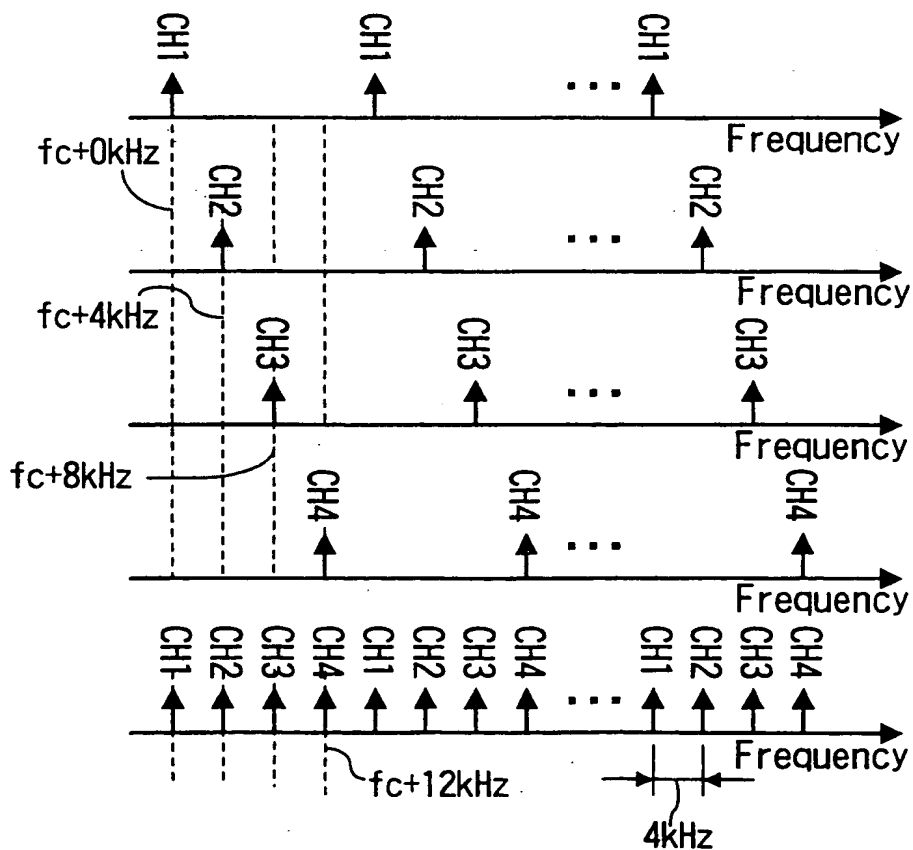 CH1 CH1 ... CH1
Frequency
fc+0kHz
CH2 CH2 ... CH2
Frequency
fc+4kHz
CH3 CH3 ... CH3
Frequency
fc+8kHz
CH4 CH4 ... CH4
Frequency
CH1 CH2 CH3 CH4 CH1 CH2 CH3 CH4 ... CH1 CH2 CH3 CH4
Frequency
fc+12kHz
4kHz